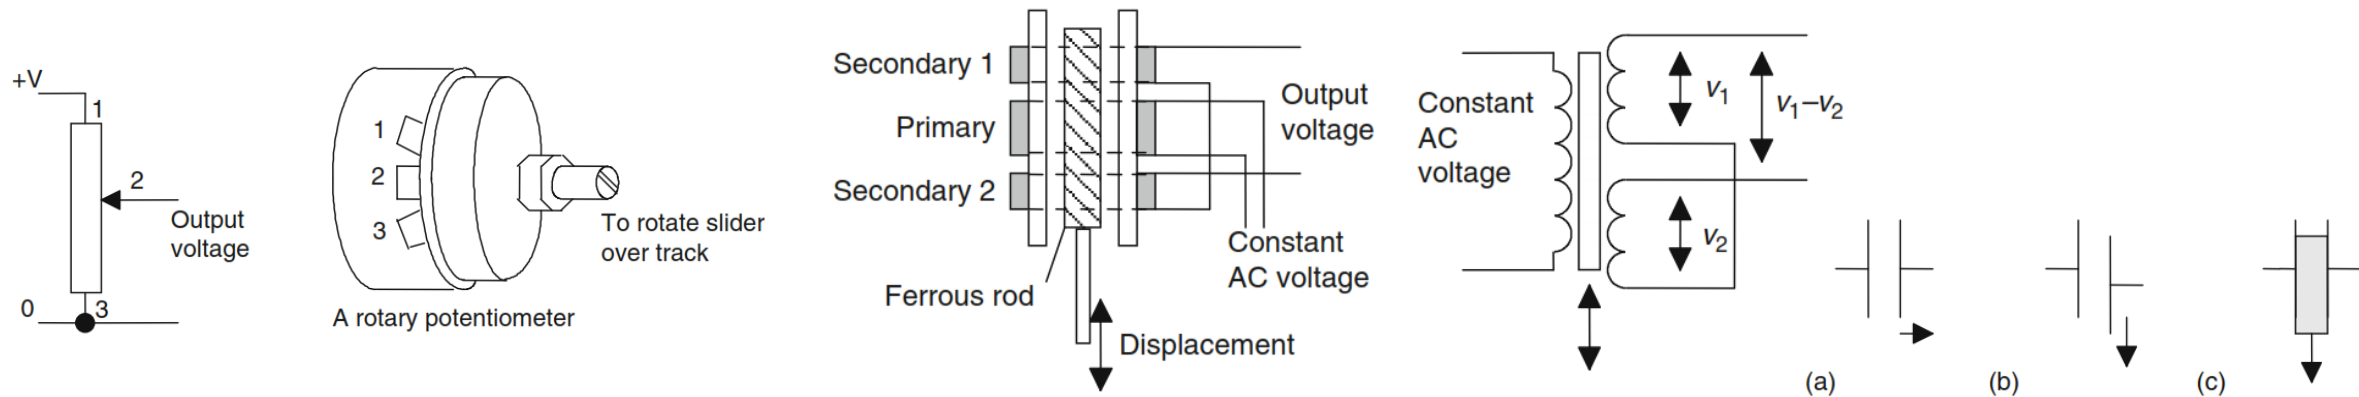 +V
1
2
Output
voltage
0
3
1
2
3
To rotate slider
over track
A rotary potentiometer
Secondary 1
Primary
Secondary 2
Output
voltage
Constant
AC voltage
Ferrous rod
Displacement
Constant
AC
voltage
v1
v1–v2
v2
(a)
(b)
(c)